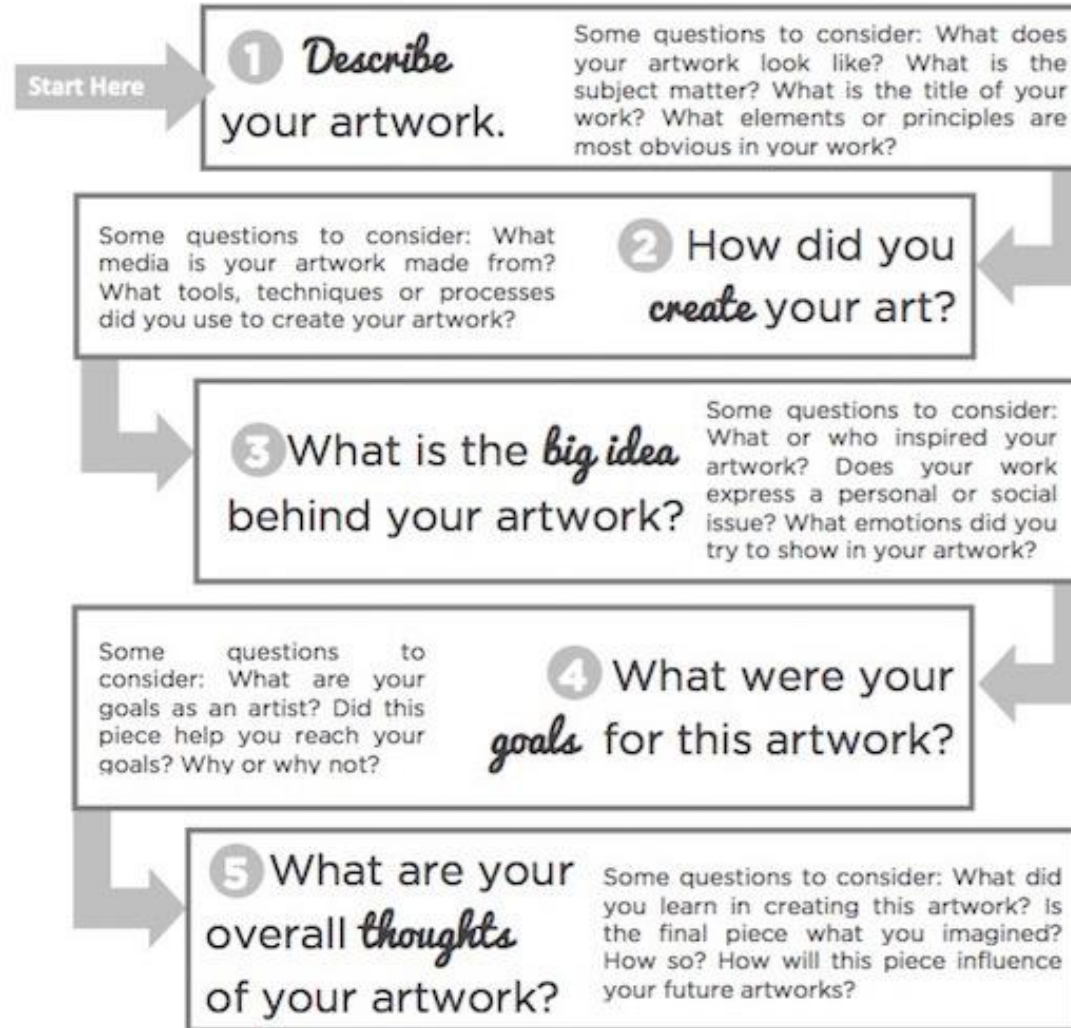 Start Here
1 Describe
your artwork.
Some questions to consider: What does
your artwork look like? What is the
subject matter? What is the title of your
work? What elements or principles are
most obvious in your work?
2 How did you
create your art?
Some questions to consider: What
media is your artwork made from?
What tools, techniques or processes
did you use to create your artwork?
3 What is the big idea
behind your artwork?
Some questions to consider:
What or who inspired your
artwork? Does your work
express a personal or social
issue? What emotions did you
try to show in your artwork?
4 What were your
goals for this artwork?
Some questions to
consider: What are your
goals as an artist? Did this
piece help you reach your
goals? Why or why not?
5 What are your
overall thoughts
of your artwork?
Some questions to consider: What did
you learn in creating this artwork? Is
the final piece what you imagined?
How so? How will this piece influence
your future artworks?